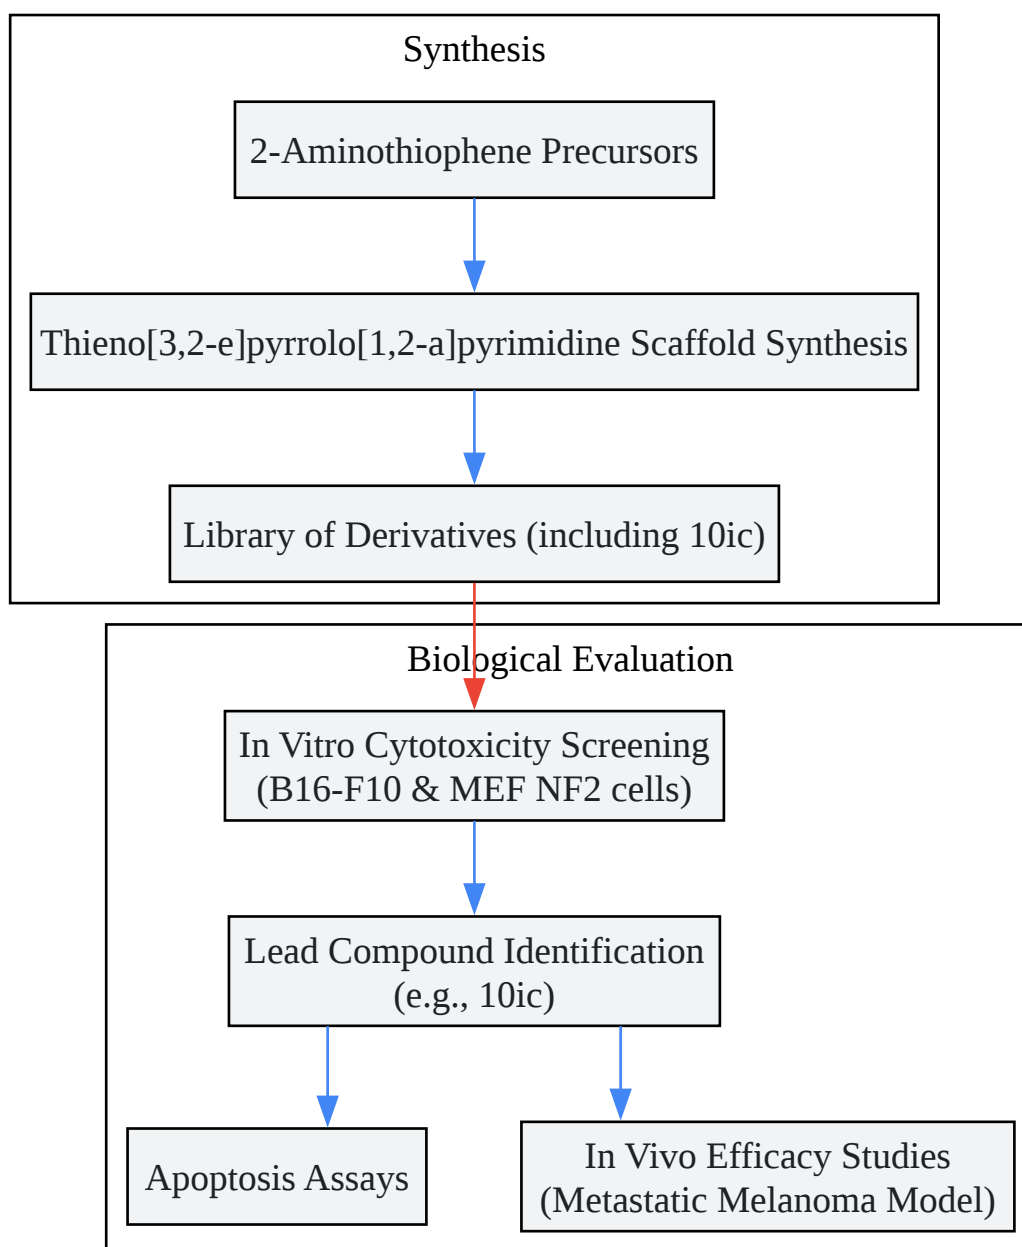 Synthesis
2-Aminothiophene Precursors
Thieno[3,2-e]pyrrolo[1,2-a]pyrimidine Scaffold Synthesis
Library of Derivatives (including 10ic)
Biological Evaluation
In Vitro Cytotoxicity Screening
(B16-F10 & MEF NF2 cells)
Lead Compound Identification
(e.g., 10ic)
Apoptosis Assays
In Vivo Efficacy Studies
(Metastatic Melanoma Model)